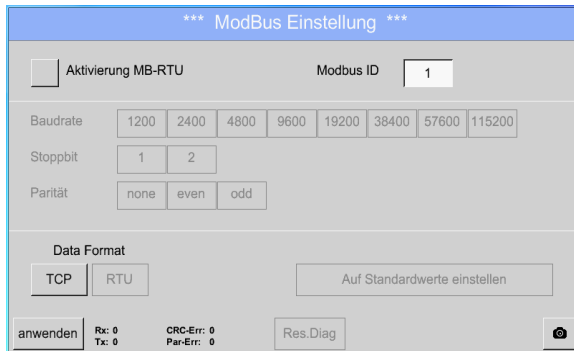 *** ModBus Einstellung ***
Aktivierung MB-RTU Modbus ID 1
Baudrate 1200 2400 4800 9600 19200 38400 57600 115200
Stoppbit 1 2
Parität none even odd
Data Format
TCP RTU Auf Standardwerte einstellen
anwenden Rx: 0 CRC-Err: 0 Res.Diag
Tx: 0 Par-Err: 0